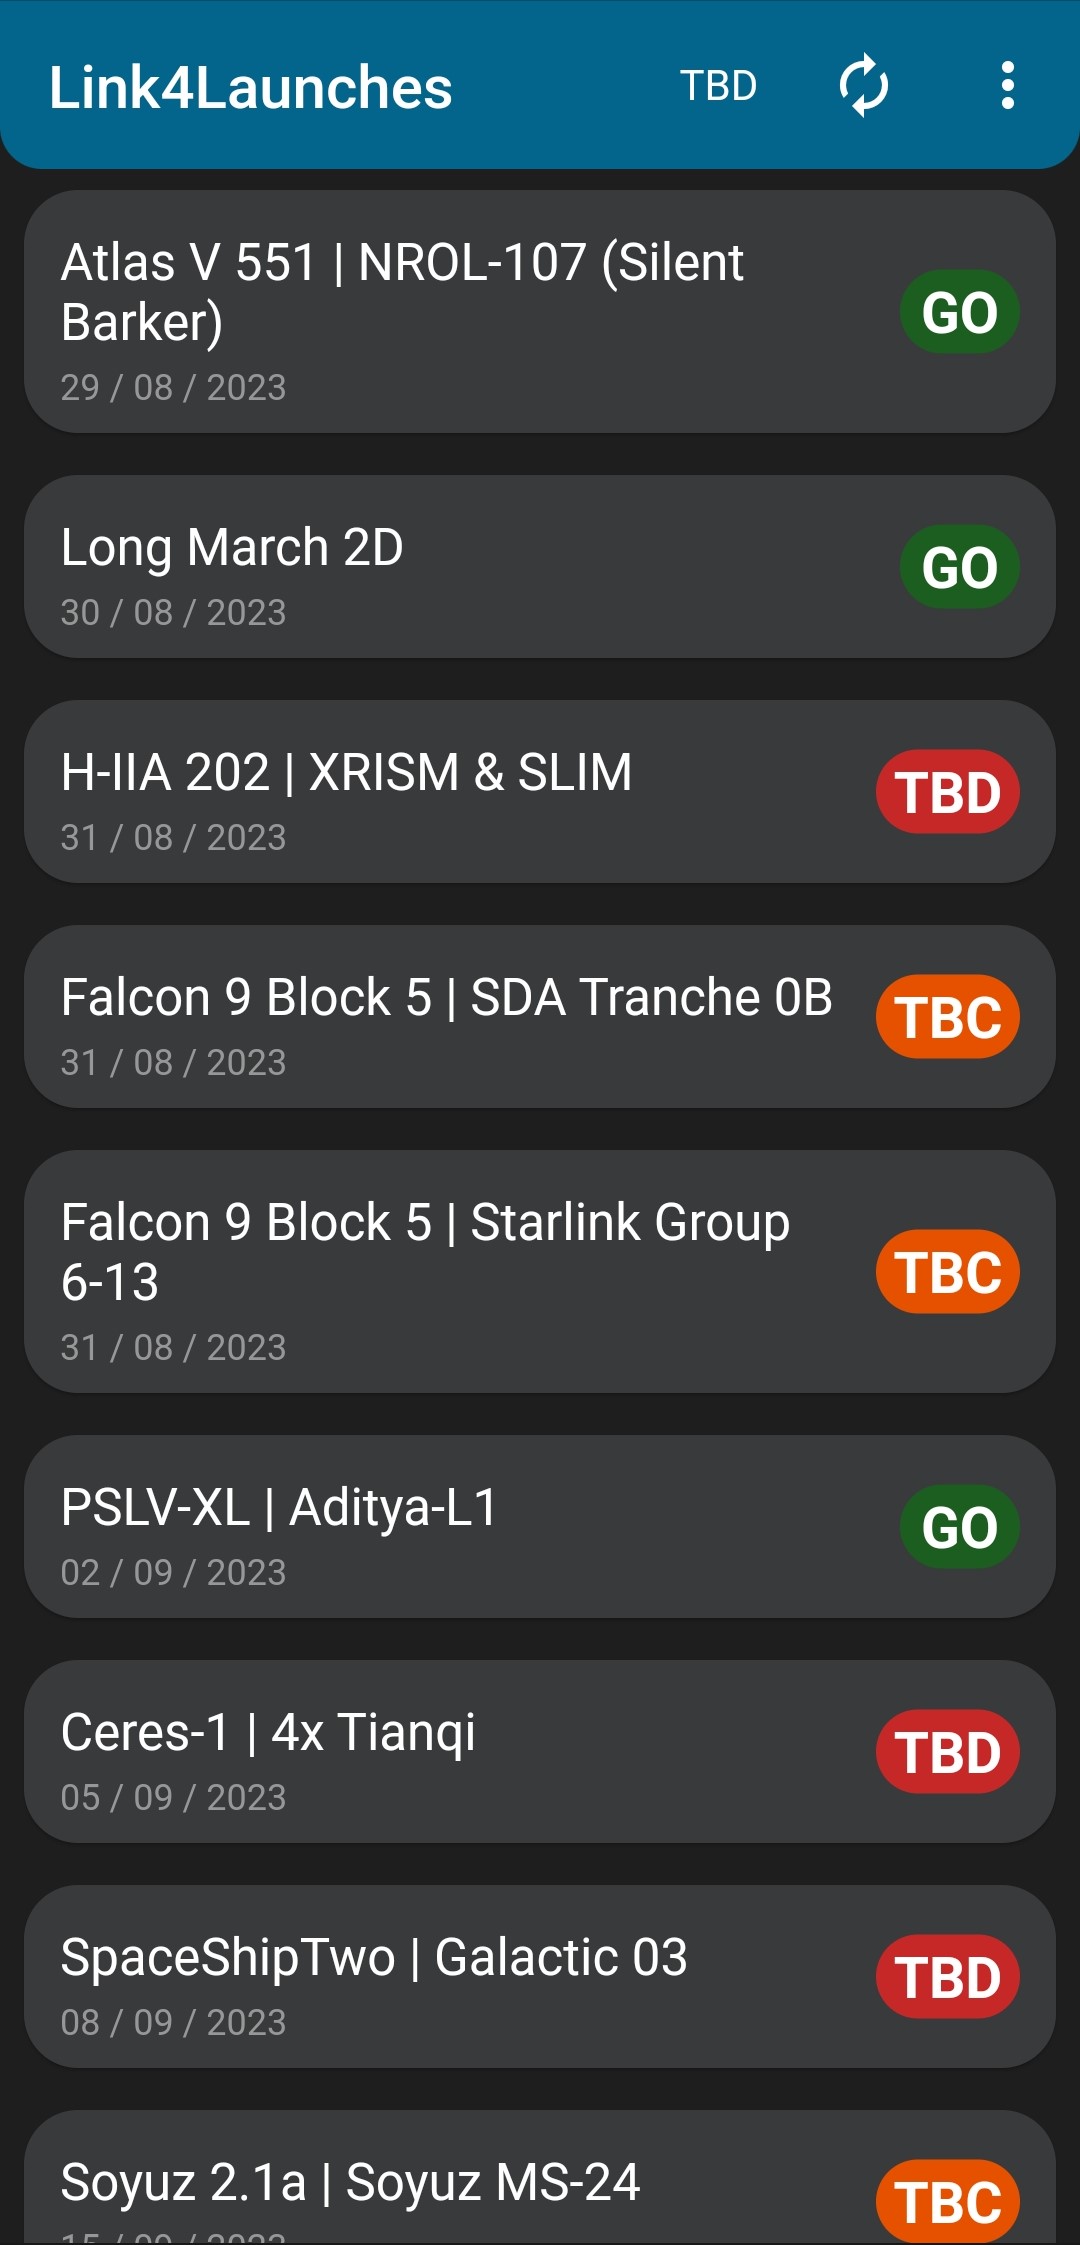 Link4Launches
TBD
Atlas V 551 | NROL-107 (Silent
Barker)
GO
29 / 08 / 2023
Long March 2D
GO
30 / 08 / 2023
H-IIA 202 | XRISM & SLIM
TBD
31 / 08 / 2023
Falcon 9 Block 5 | SDA Tranche 0B
TBC
31 / 08 / 2023
Falcon 9 Block 5 | Starlink Group
6-13
TBC
31 / 08 / 2023
PSLV-XL | Aditya-L1
GO
02 / 09 / 2023
Ceres-1 | 4x Tianqi
TBD
05 / 09 / 2023
SpaceShipTwo | Galactic 03
TBD
08 / 09 / 2023
Soyuz 2.1a | Soyuz MS-24
TBC